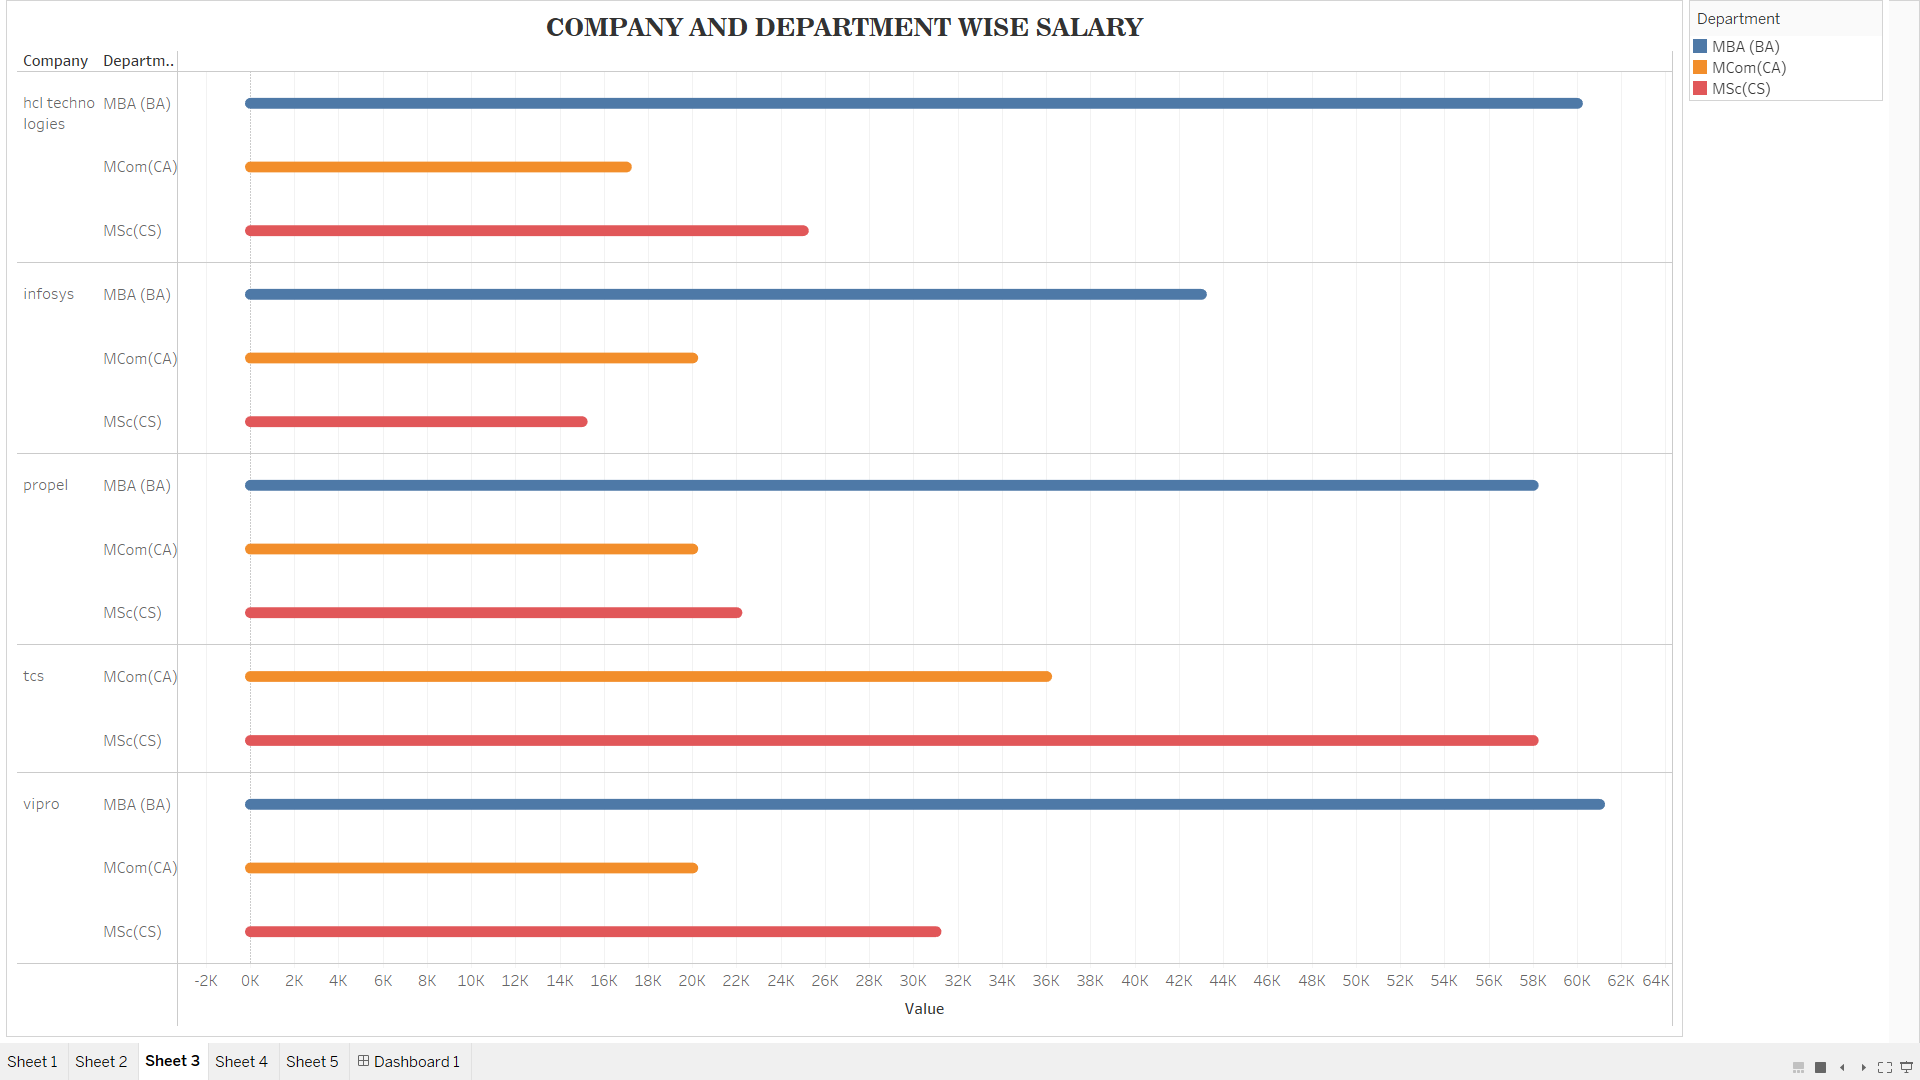 COMPANY AND DEPARTMENT WISE SALARY
Company Departm..
hcl techno MBA (BA)
logies
MCom(CA)
MSc(CS)
infosys MBA (BA)
MCom(CA)
MSc(CS)
propel MBA (BA)
MCom(CA)
MSc(CS)
tcs MCom(CA)
MSc(CS)
vipro MBA (BA)
MCom(CA)
MSc(CS)
-2K 0K 2K 4K 6K 8K 10K 12K 14K 16K 18K 20K 22K 24K 26K 28K 30K 32K 34K 36K 38K 40K 42K 44K 46K 48K 50K 52K 54K 56K 58K 60K 62K 64K
Value
Department
MBA (BA)
MCom(CA)
MSc(CS)
Sheet 1 Sheet 2 Sheet 3 Sheet 4 Sheet 5 Dashboard 1